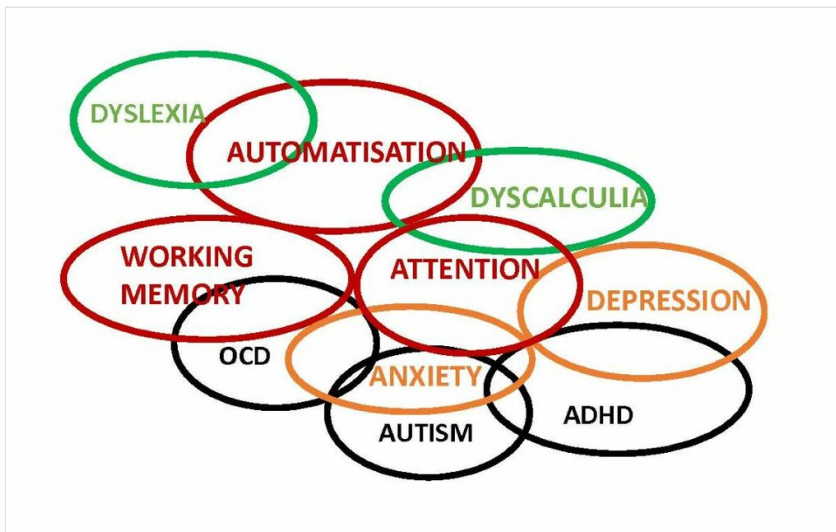 DYSLEXIA
AUTOMATISATION
DYSCALCULIA
WORKING
MEMORY
ATTENTION
DEPRESSION
OCD
ANXIETY
AUTISM
ADHD